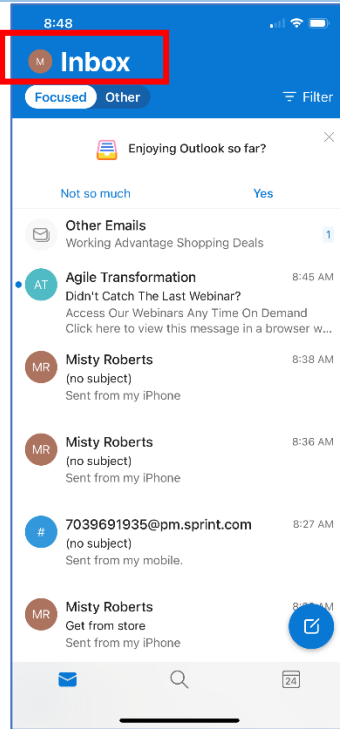 8:48
M Inbox
Focused Other Filter
Enjoying Outlook so far?
Not so much Yes
Other Emails
Working Advantage Shopping Deals 1
AT Agile Transformation 8:45 AM
Didn't Catch The Last Webinar?
Access Our Webinars Any Time On Demand
Click here to view this message in a browser w...
MR Misty Roberts 8:38 AM
(no subject)
Sent from my iPhone
MR Misty Roberts 8:36 AM
(no subject)
Sent from my iPhone
# 7039691935@pm.sprint.com 8:27 AM
(no subject)
Sent from my mobile.
MR Misty Roberts
Get from store
Sent from my iPhone
24